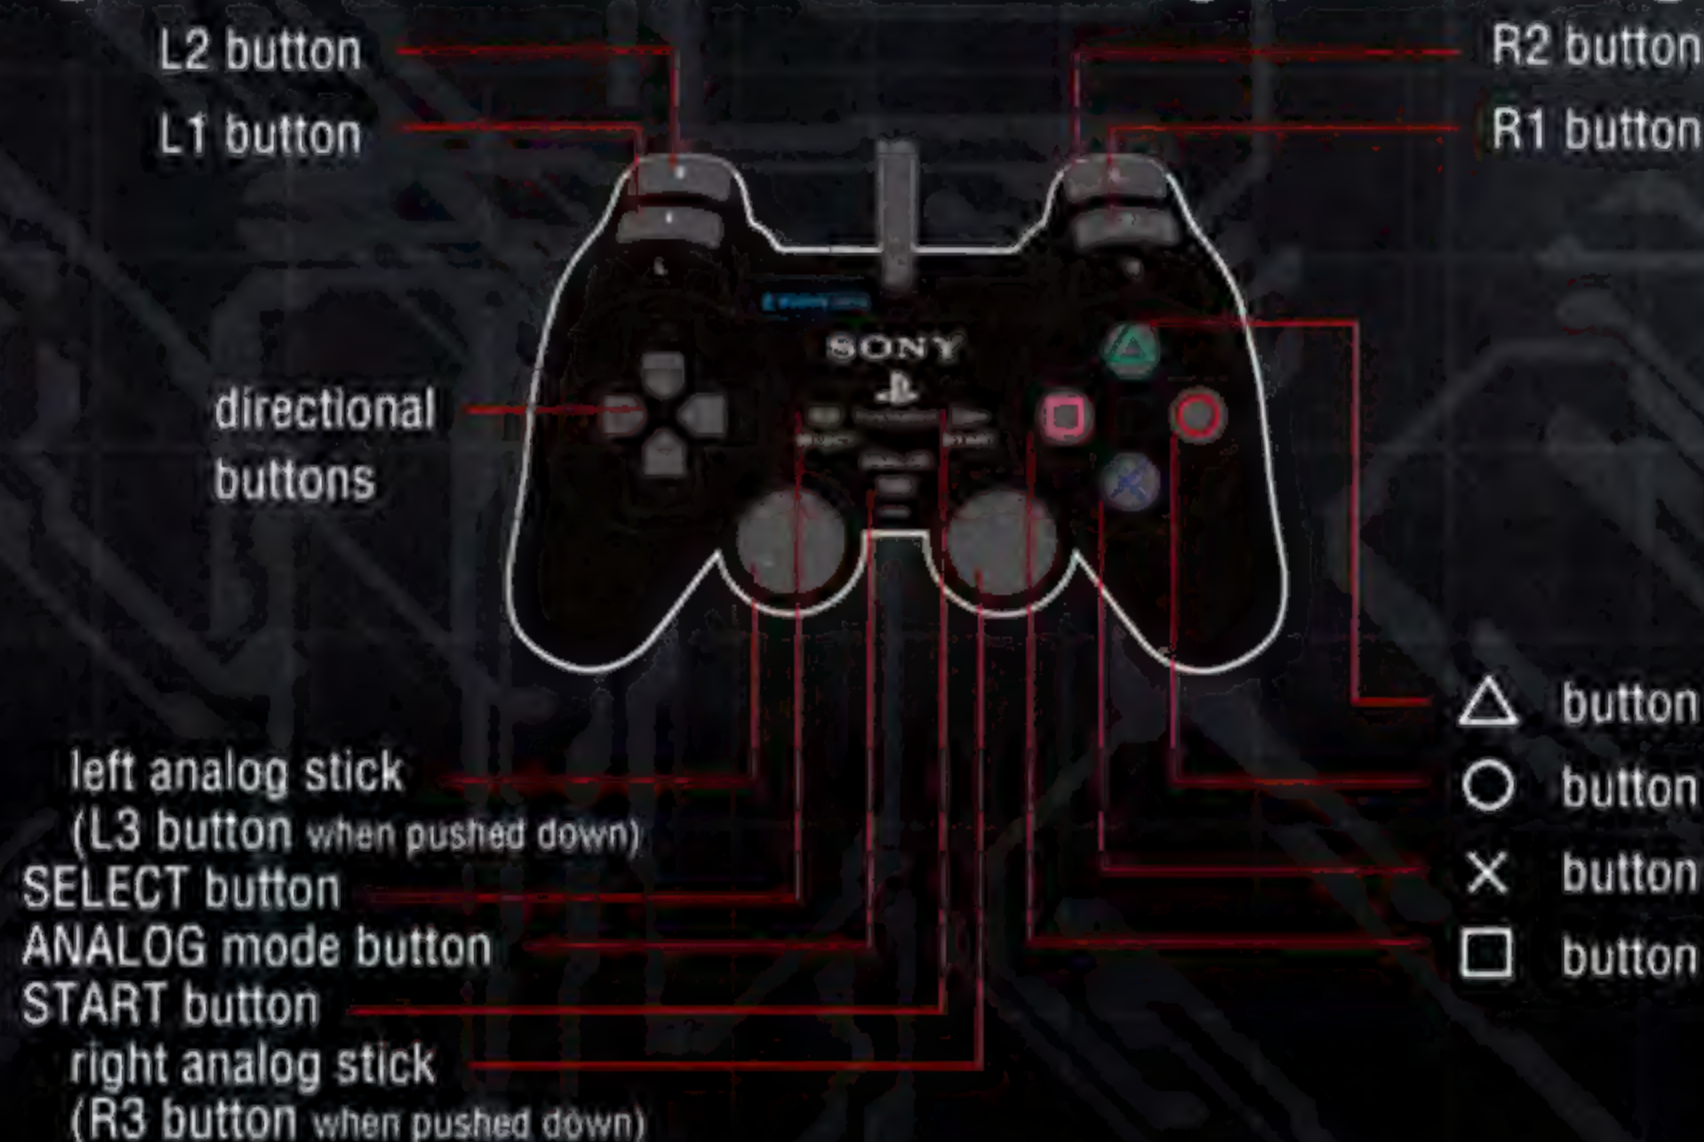 L2 button
L1 button
R2 button
R1 button
SONY
directional
buttons
left analog stick
(L3 button when pushed down)
SELECT button
ANALOG mode button
START button
right analog stick
(R3 button when pushed down)
△ button
○ button
✕ button
□ button